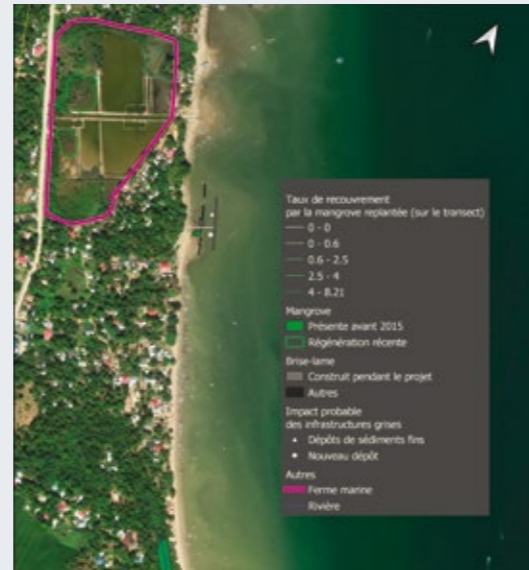 Taux de recouvrement
par la mangrove replantée (sur le transect)
0 - 0
0 - 0.6
0.6 - 2.5
2.5 - 4
4 - 8.21
Mangrove
Présente avant 2015
Régénération récente
Brise-lame
Construit pendant le projet
Autres
Impact probable
des infrastructures grises
Dépôts de sédiments fins
Nouveau dépôt
Autres
Ferme marine
Rivière